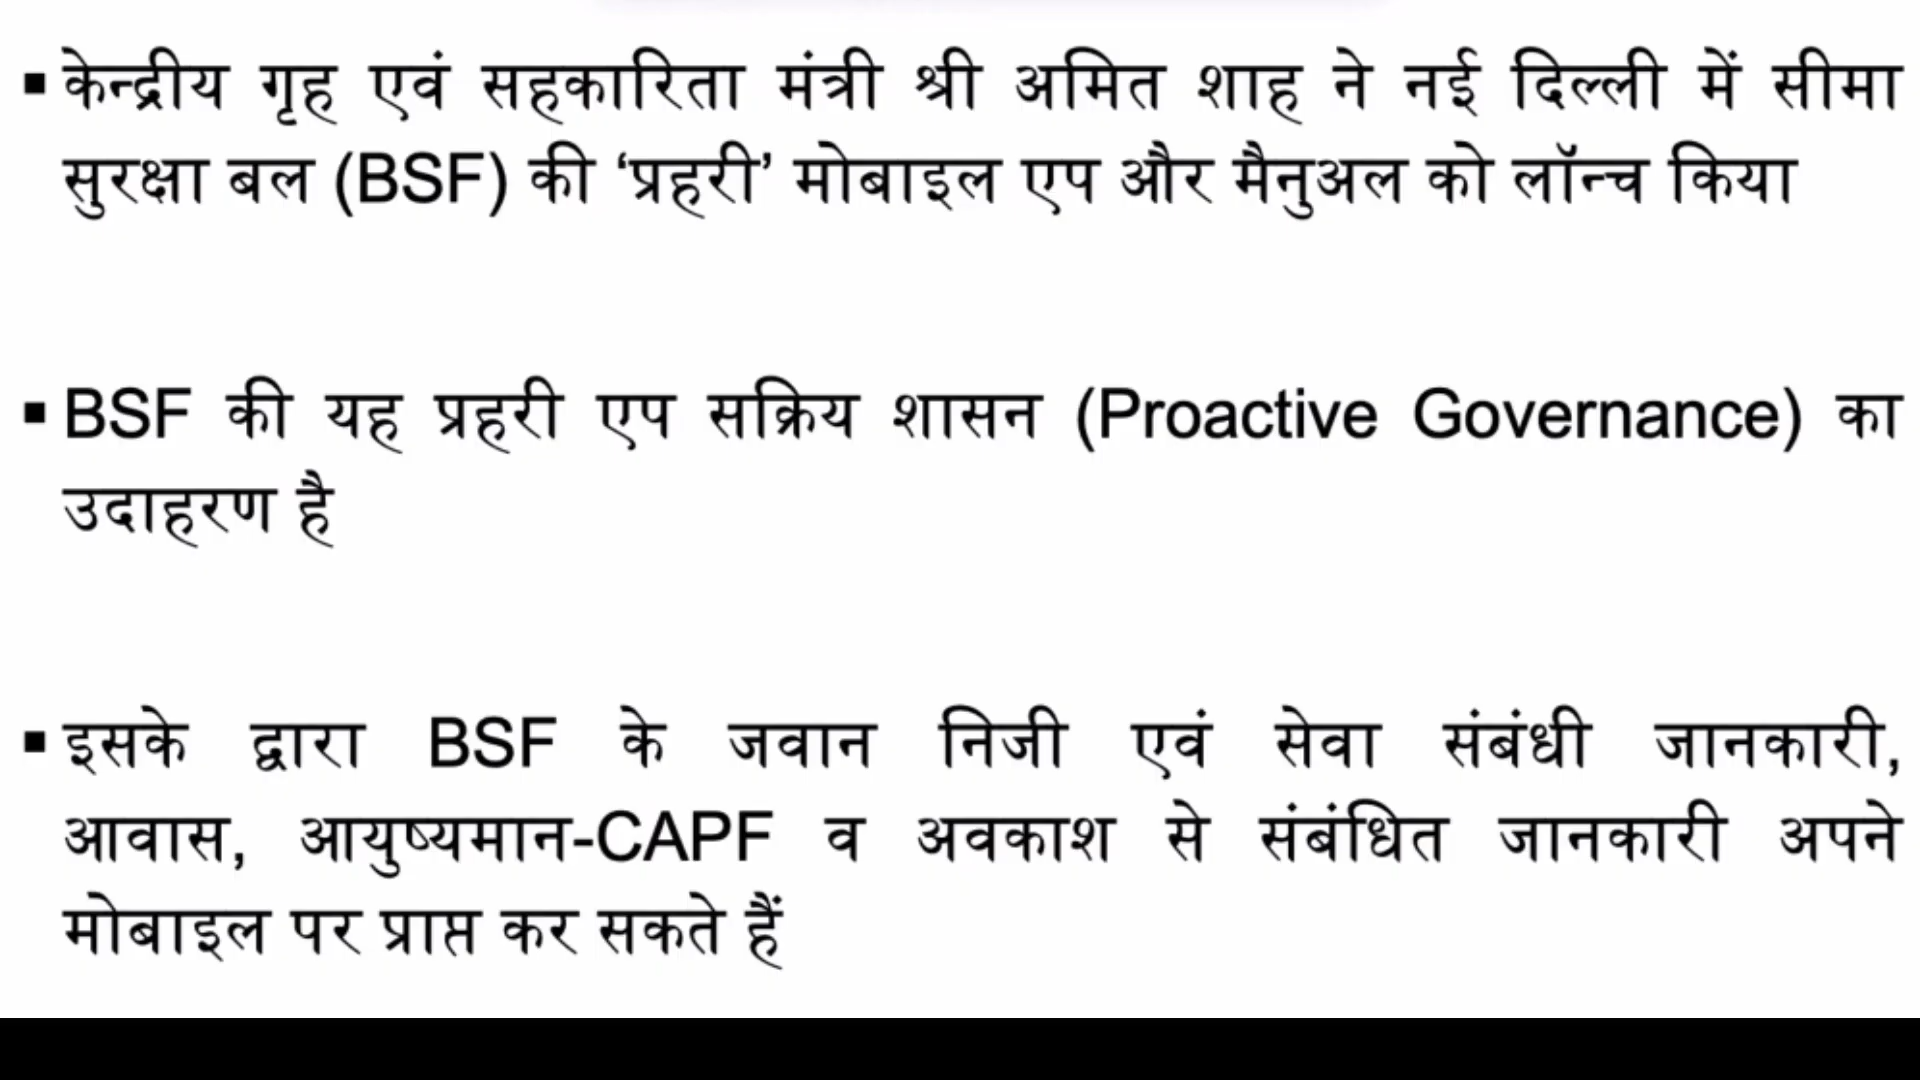 ▪ केन्द्रीय गृह एवं सहकारिता मंत्री श्री अमित शाह ने नई दिल्ली में सीमा
सुरक्षा बल (BSF) की ‘प्रहरी’ मोबाइल एप और मैनुअल को लॉन्च किया
▪ BSF की यह प्रहरी एप सक्रिय शासन (Proactive Governance) का
उदाहरण है
▪ इसके द्वारा BSF के जवान निजी एवं सेवा संबंधी जानकारी,
आवास, आयुष्यमान-CAPF व अवकाश से संबंधित जानकारी अपने
मोबाइल पर प्राप्त कर सकते हैं